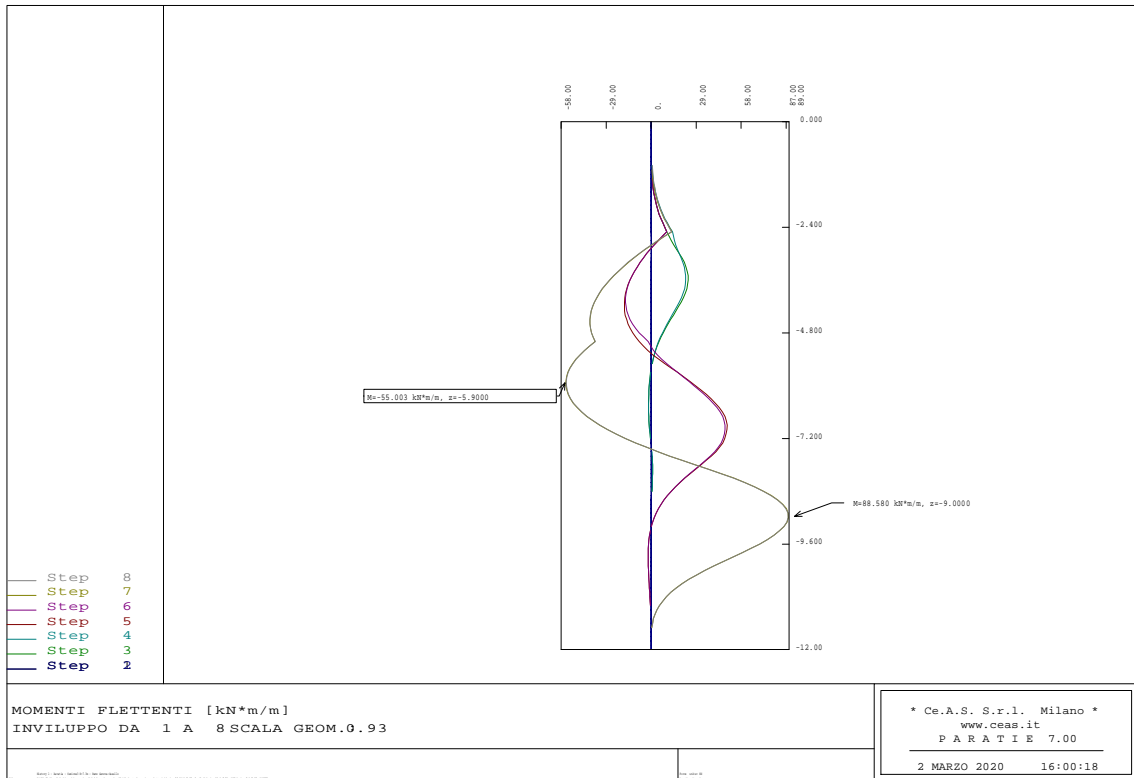 -58.00
-29.00
0.
29.00
58.00
87.00
89.00
0.000
-2.400
-4.800
-7.200
-9.600
-12.00
M=-55.003 kN*m/m, z=-5.9000
M=88.580 kN*m/m, z=-9.0000
Step 8
Step 7
Step 6
Step 5
Step 4
Step 3
Step
MOMENTI FLETTENTI [kN*m/m]
INVILUPPO DA 1 A 8 SCALA GEOM. 0.93
* Ce.A.S. S.r.l. Milano *
www.ceas.it
P A R A T I E 7.00
2 MARZO 2020 16:00:18